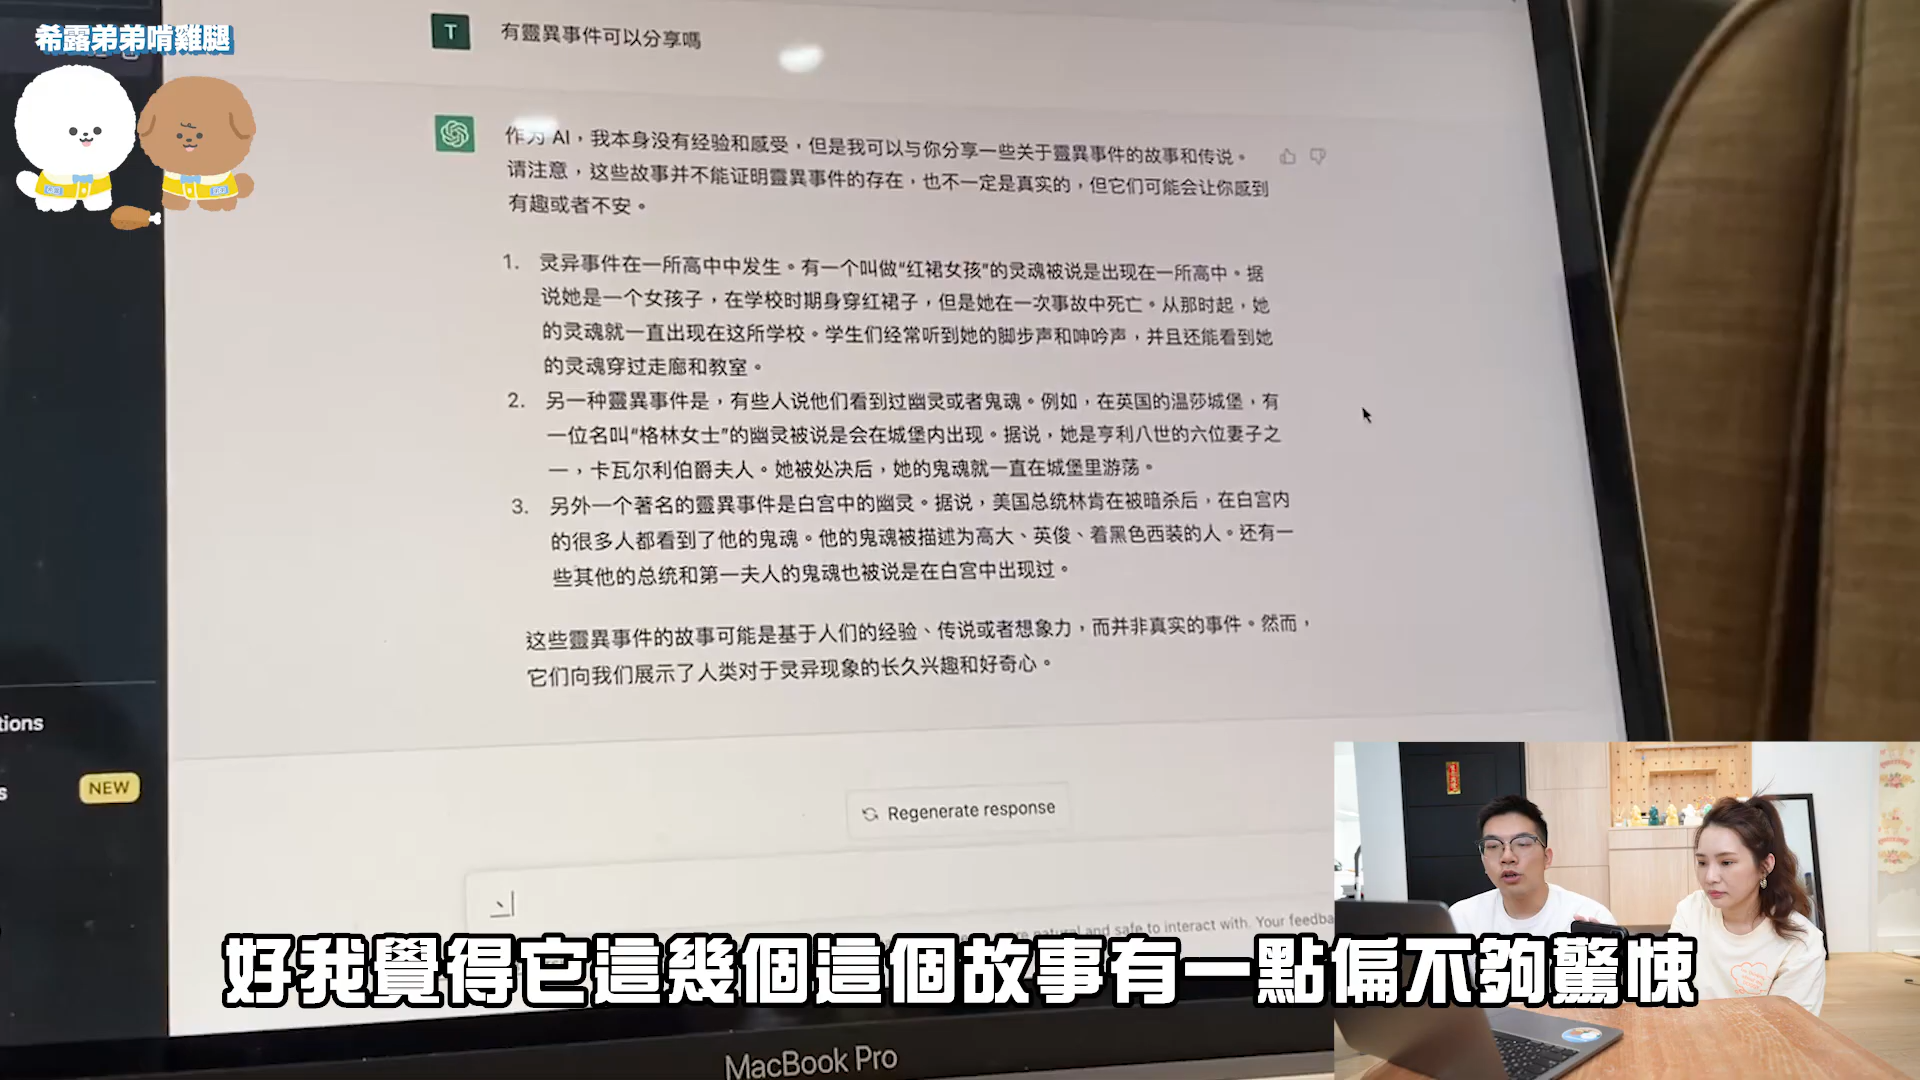 希露弟弟啃雞腿
T
有靈異事件可以分享嗎
作为 AI，我本身没有经验和感受，但是我可以与你分享一些关于靈異事件的故事和传说。
请注意，这些故事并不能证明靈異事件的存在，也不一定是真实的，但它们可能会让你感到
有趣或者不安。
1. 灵异事件在一所高中中发生。有一个叫做“红裙女孩”的灵魂被说是出现在一所高中。据
说她是一个女孩子，在学校时期身穿红裙子，但是她在一次事故中死亡。从那时起，她
的灵魂就一直出现在这所学校。学生们经常听到她的脚步声和呻吟声，并且还能看到她
的灵魂穿过走廊和教室。
2. 另一种靈異事件是，有些人说他们看到过幽灵或者鬼魂。例如，在英国的温莎城堡，有
一位名叫“格林女士”的幽灵被说是会在城堡内出现。据说，她是亨利八世的六位妻子之
一，卡瓦尔利伯爵夫人。她被处决后，她的鬼魂就一直在城堡里游荡。
3. 另外一个著名的靈異事件是白宫中的幽灵。据说，美国总统林肯在被暗杀后，在白宫内
的很多人都看到了他的鬼魂。他的鬼魂被描述为高大、英俊、着黑色西装的人。还有一
些其他的总统和第一夫人的鬼魂也被说是在白宫中出现过。
这些靈異事件的故事可能是基于人们的经验、传说或者想象力，而并非真实的事件。然而，
它们向我们展示了人类对于灵异现象的长久兴趣和好奇心。
tions
s
NEW
Regenerate response
natural and safe to interact with. Your feedba
好我覺得它這幾個這個故事有一點偏不夠驚悚
MacBook Pro